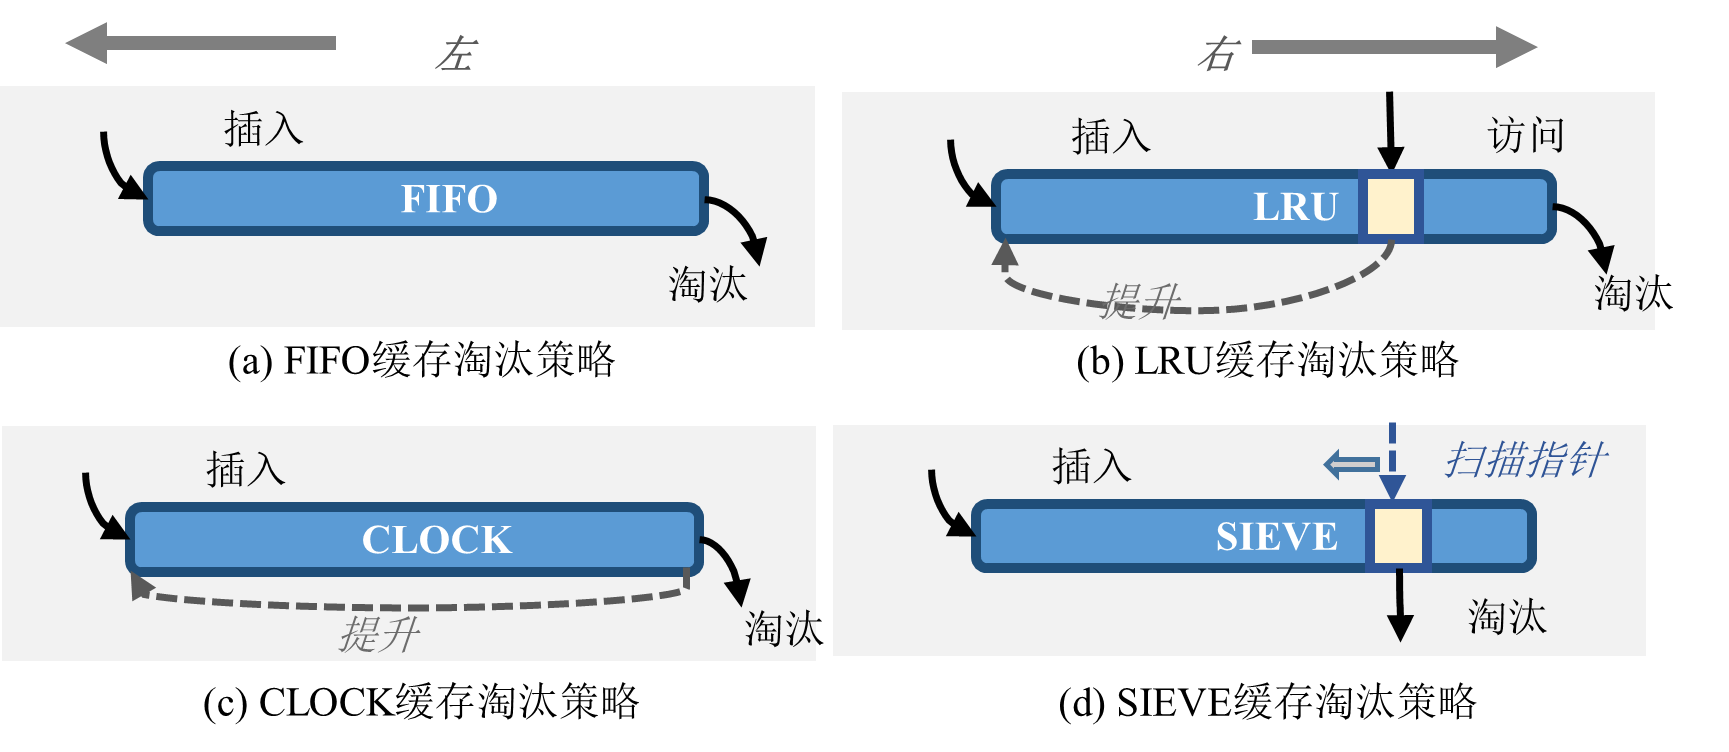 左
右
插入
FIFO
淘汰
(a) FIFO缓存淘汰策略
插入
访问
LRU
提升
淘汰
(b) LRU缓存淘汰策略
插入
CLOCK
提升
淘汰
(c) CLOCK缓存淘汰策略
插入
扫描指针
SIEVE
淘汰
(d) SIEVE缓存淘汰策略